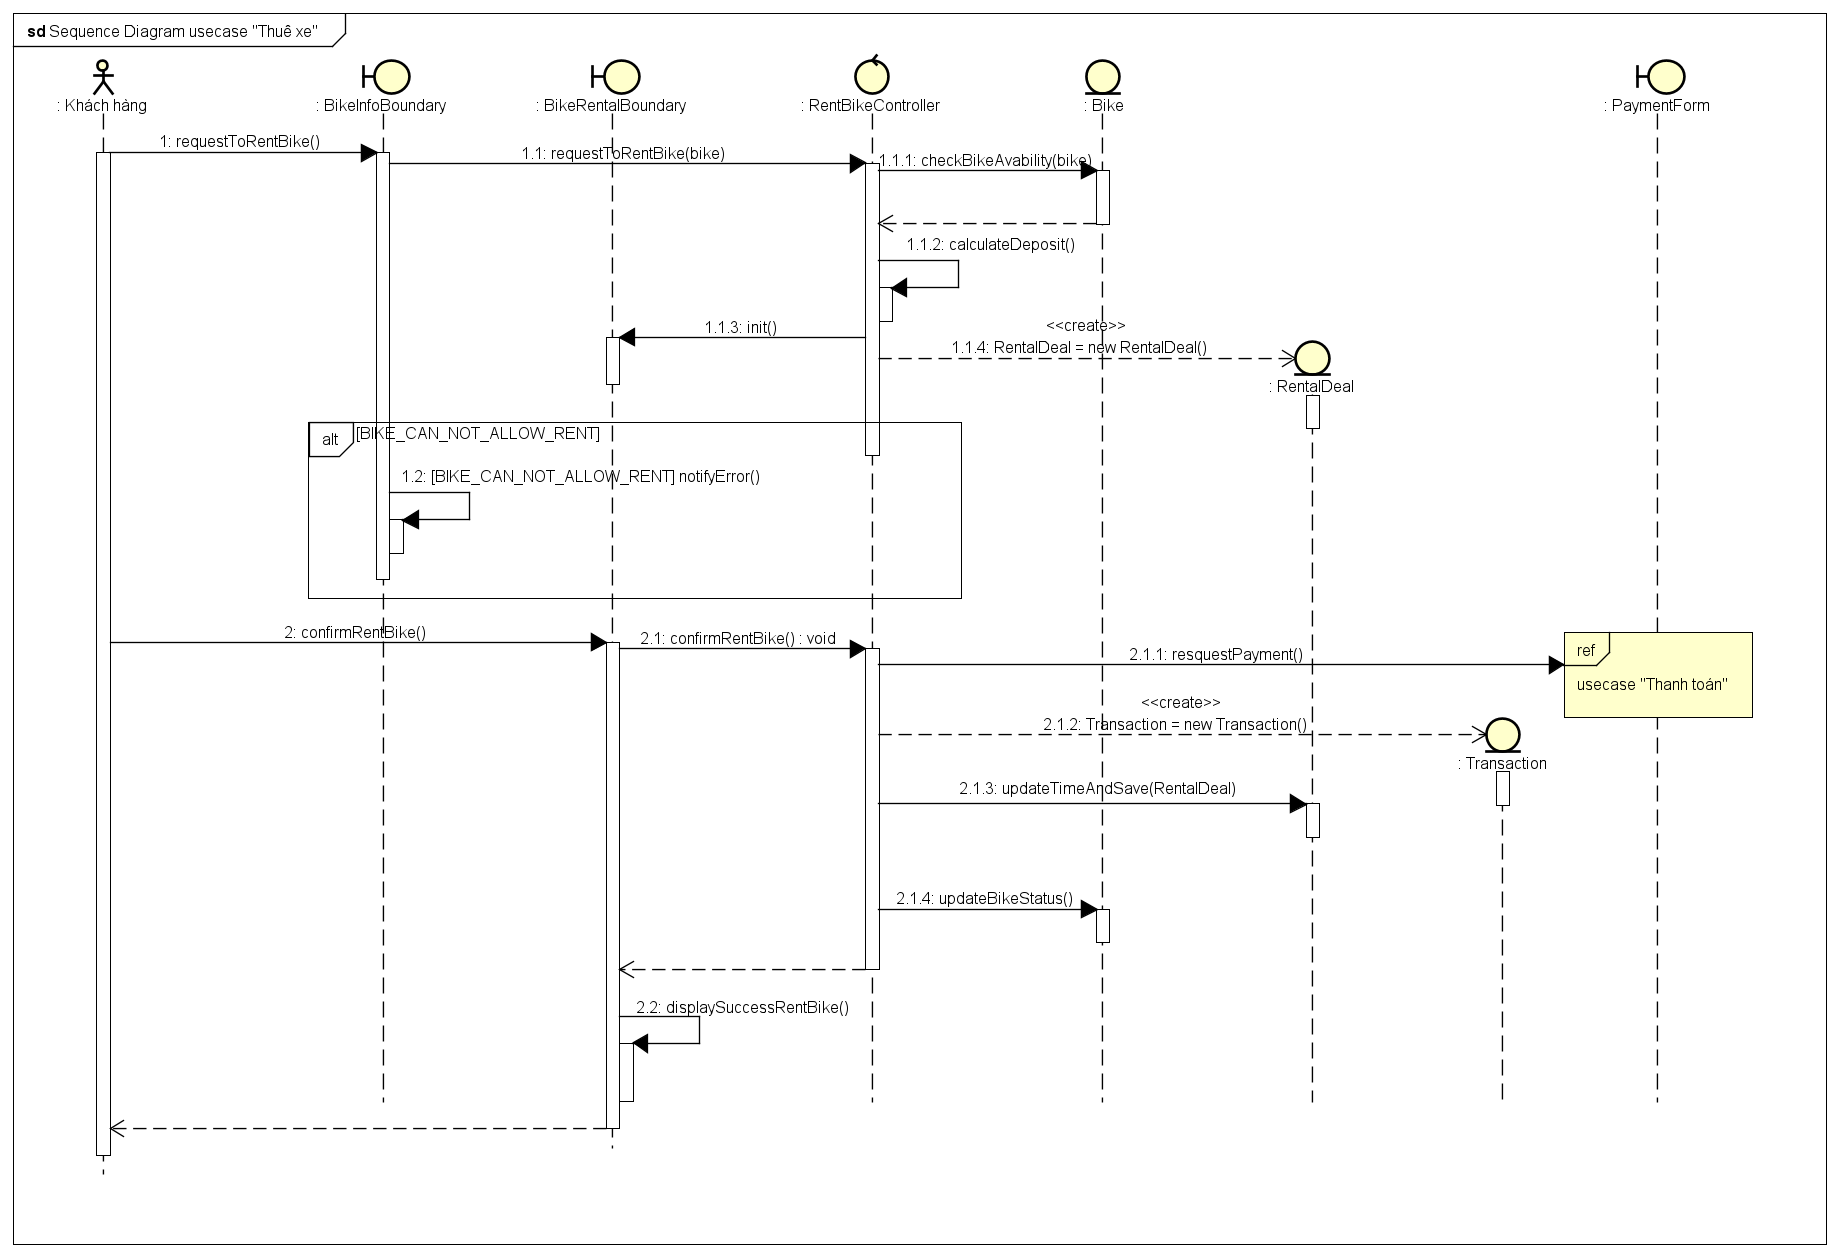 sd Sequence Diagram usecase "Thuê xe"
: Khách hàng
: BikeInfoBoundary
: BikeRentalBoundary
: RentBikeController
: Bike
: PaymentForm
1: requestToRentBike()
1.1: requestToRentBike(bike)
1.1.1: checkBikeAvability(bike)
1.1.2: calculateDeposit()
1.1.3: init()
<<create>>
1.1.4: RentalDeal = new RentalDeal()
: RentalDeal
alt
[BIKE_CAN_NOT_ALLOW_RENT]
1.2: [BIKE_CAN_NOT_ALLOW_RENT] notifyError()
2: confirmRentBike()
2.1: confirmRentBike() : void
2.1.1: resquestPayment()
ref
usecase "Thanh toán"
<<create>>
2.1.2: Transaction = new Transaction()
: Transaction
2.1.3: updateTimeAndSave(RentalDeal)
2.1.4: updateBikeStatus()
2.2: displaySuccessRentBike()